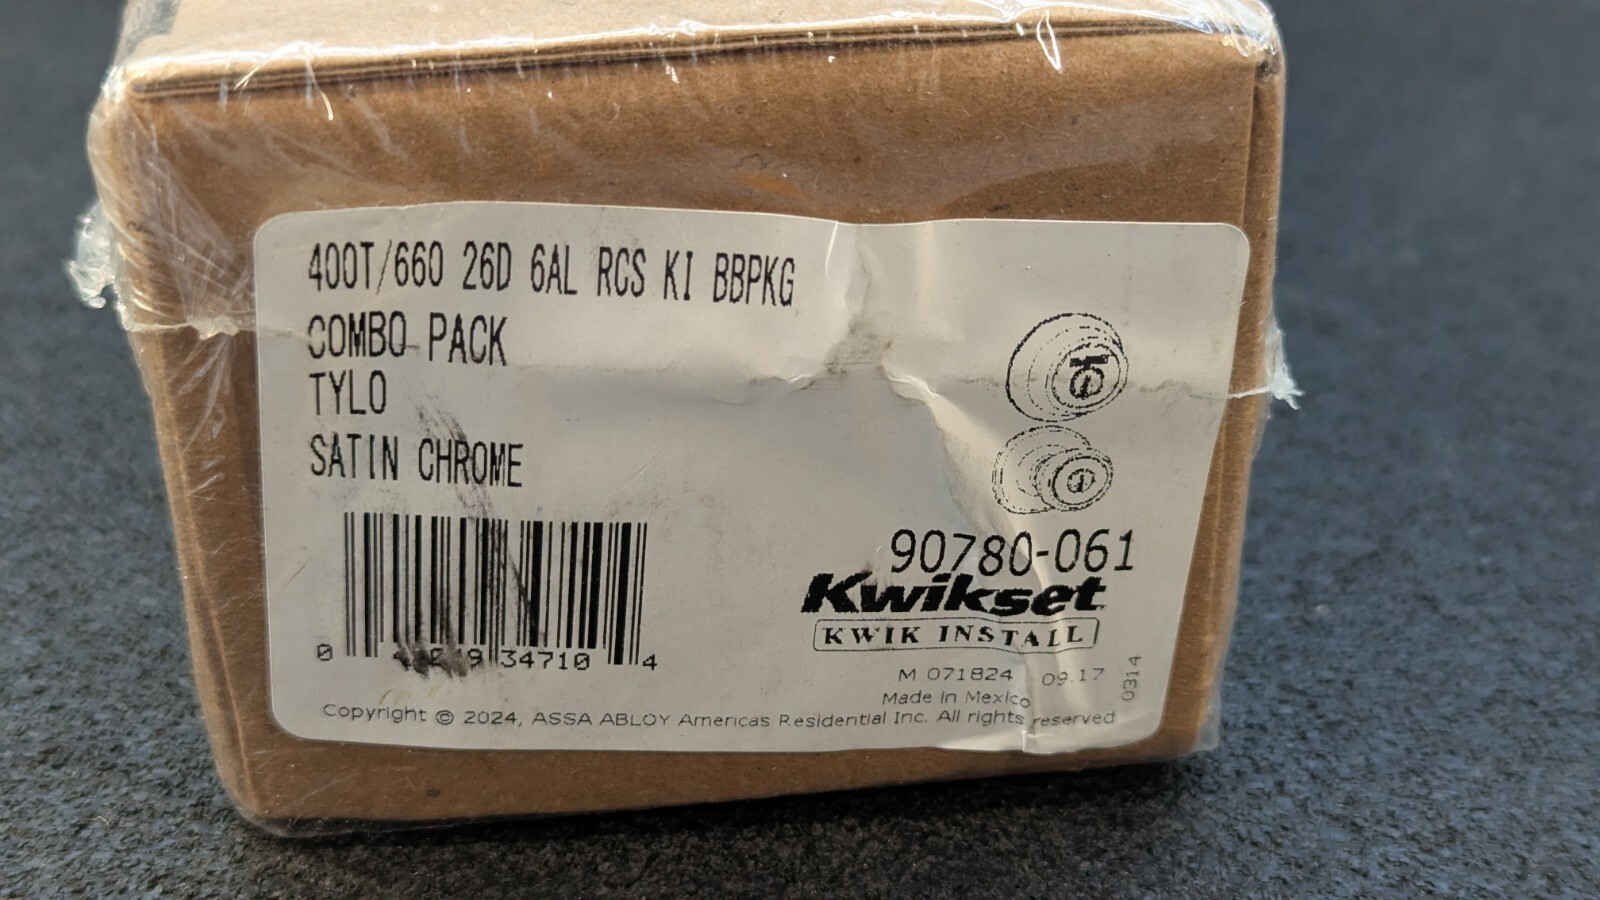 400T/660 26D 6AL RCS KI BBPKG
COMBO PACK
TYLO
SATIN CHROME
90780-061
Kwikset
KWIK INSTALL
0 34710 4
M 071824 09.17
0314
Made in Mexico
Copyright © 2024, ASSA ABLOY Americas Residential Inc. All rights reserved